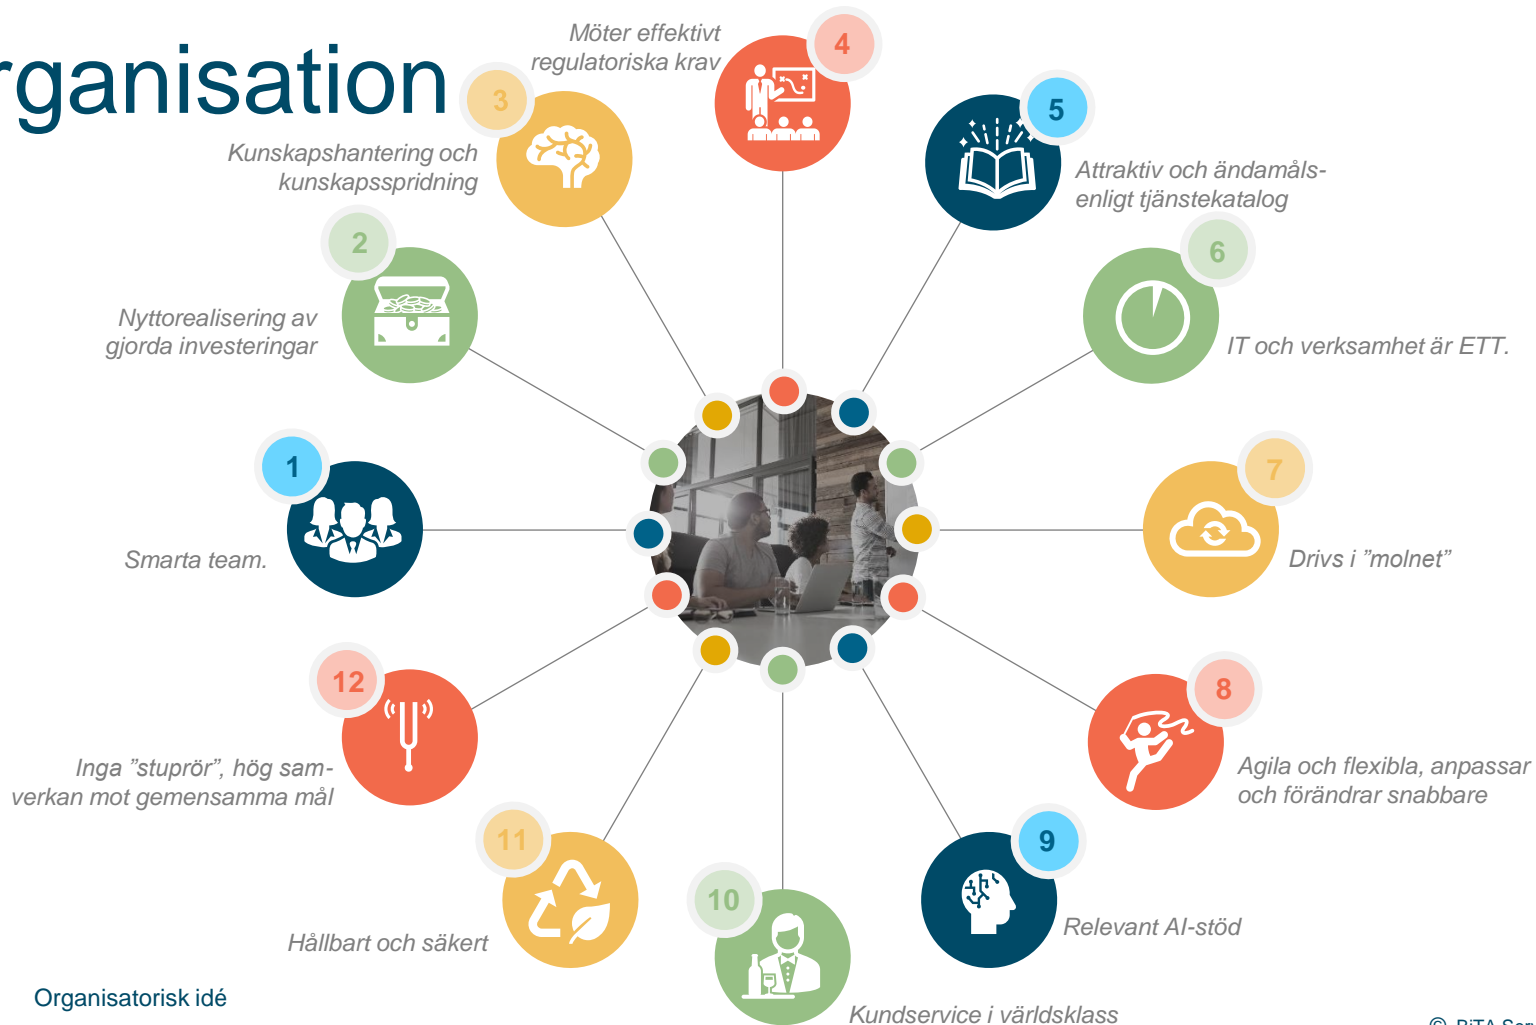 rganisation
1
Smarta team.
2
Nyttorealisering av
gjorda investeringar
3
Kunskapshantering och
kunskapsspridning
4
Möter effektivt
regulatoriska krav
5
Attraktiv och ändamåls-
enligt tjänstekatalog
6
IT och verksamhet är ETT.
7
Drivs i ”molnet”
8
Agila och flexibla, anpassar
och förändrar snabbare
9
Relevant AI-stöd
10
Kundservice i världsklass
11
Hållbart och säkert
12
Inga ”stuprör”, hög sam-
verkan mot gemensamma mål
Organisatorisk idé
© BiTA Ser